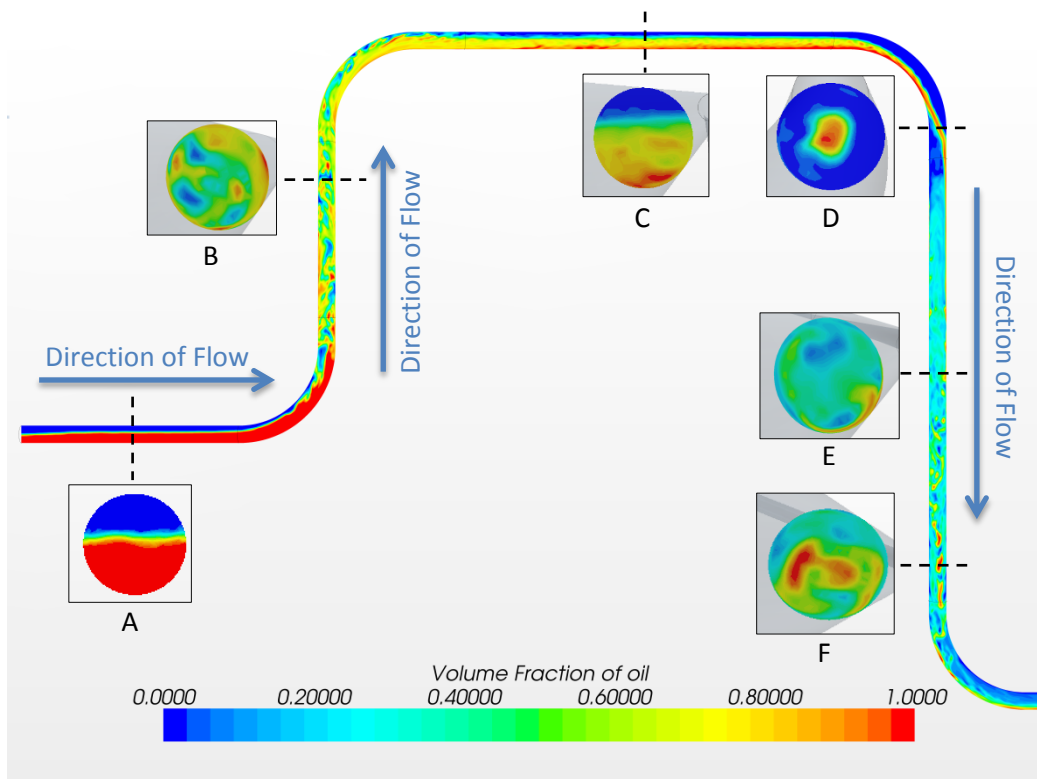 C
D
B
Direction of Flow
Direction of Flow
Direction of Flow
E
A
F
Volume Fraction of oil
0.0000 0.20000 0.40000 0.60000 0.80000 1.0000